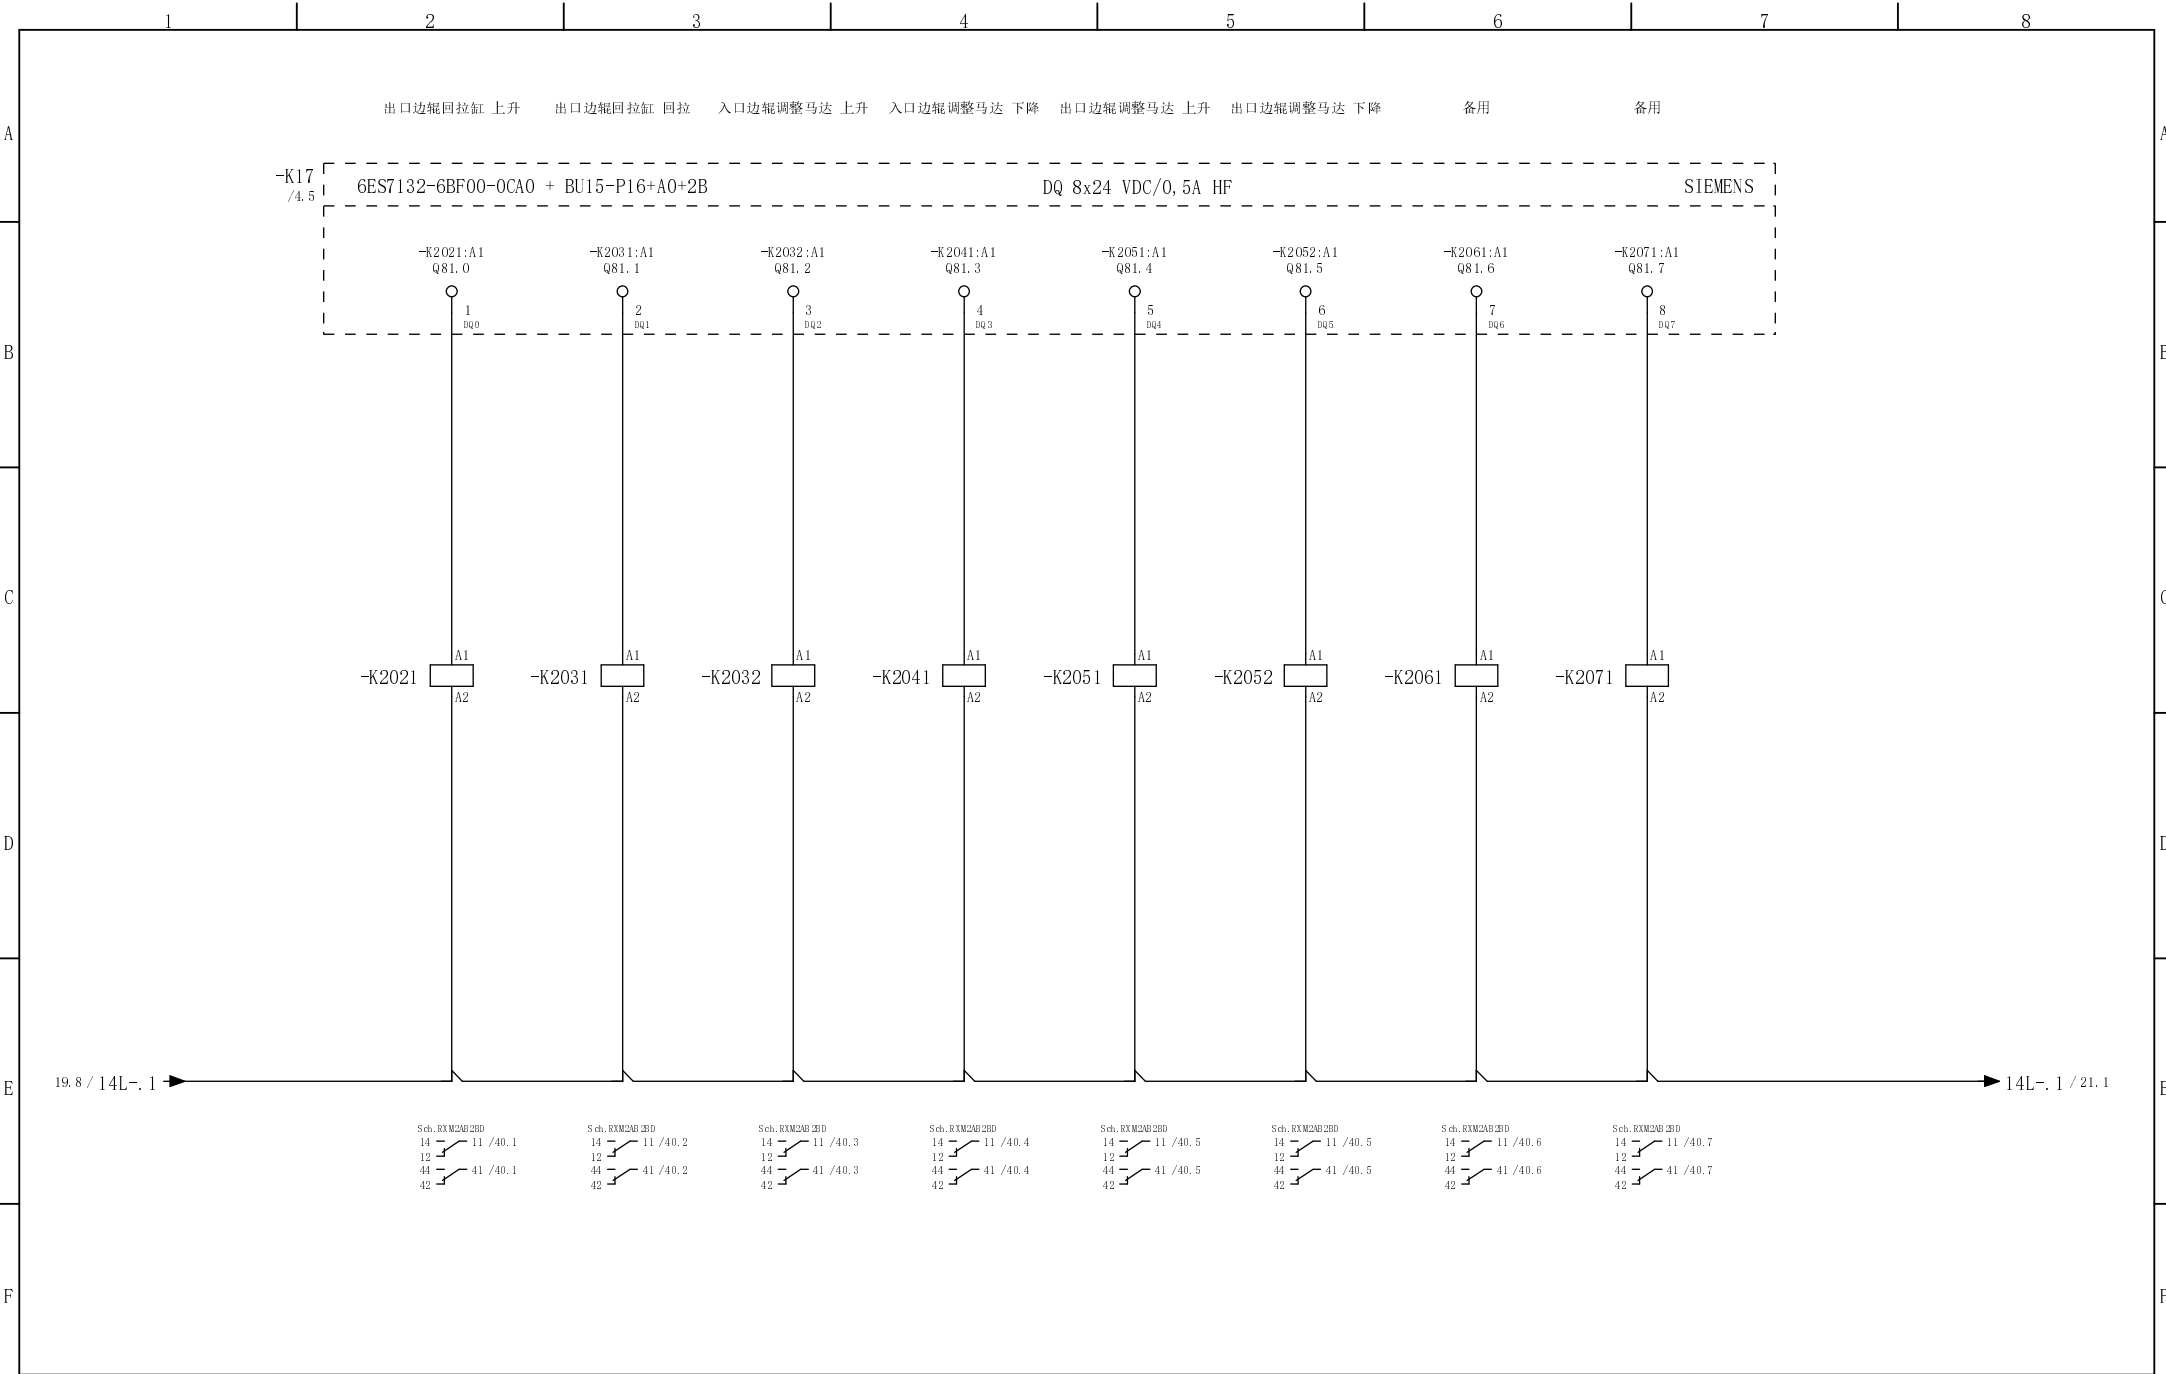 1 2 3 4 5 6 7 8
出口边辊回拉缸 上升 出口边辊回拉缸 回拉 入口边辊调整马达 上升 入口边辊调整马达 下降 出口边辊调整马达 上升 出口边辊调整马达 下降 备用 备用
A A
-K17
/4.5
6ES7132-6BF00-0CA0 + BU15-P16+A0+2B DQ 8x24 VDC/0,5A HF SIEMENS
-K2021:A1 -K2031:A1 -K2032:A1 -K2041:A1 -K2051:A1 -K2052:A1 -K2061:A1 -K2071:A1
Q81.0 Q81.1 Q81.2 Q81.3 Q81.4 Q81.5 Q81.6 Q81.7
1 2 3 4 5 6 7 8
DQ0 DQ1 DQ2 DQ3 DQ4 DQ5 DQ6 DQ7
B B
C C
A1 A1 A1 A1 A1 A1 A1 A1
-K2021 -K2031 -K2032 -K2041 -K2051 -K2052 -K2061 -K2071
A2 A2 A2 A2 A2 A2 A2 A2
D D
E 19.8 / 14L-.1 14L-.1 / 21.1 E
Sch.RXM2AB2BD Sch.RXM2AB2BD Sch.RXM2AB2BD Sch.RXM2AB2BD Sch.RXM2AB2BD Sch.RXM2AB2BD Sch.RXM2AB2BD Sch.RXM2AB2BD
14 11 /40.1 14 11 /40.2 14 11 /40.3 14 11 /40.4 14 11 /40.5 14 11 /40.5 14 11 /40.6 14 11 /40.7
12 12 12 12 12 12 12 12
44 41 /40.1 44 41 /40.2 44 41 /40.3 44 41 /40.4 44 41 /40.5 44 41 /40.5 44 41 /40.6 44 41 /40.7
42 42 42 42 42 42 42 42
F F